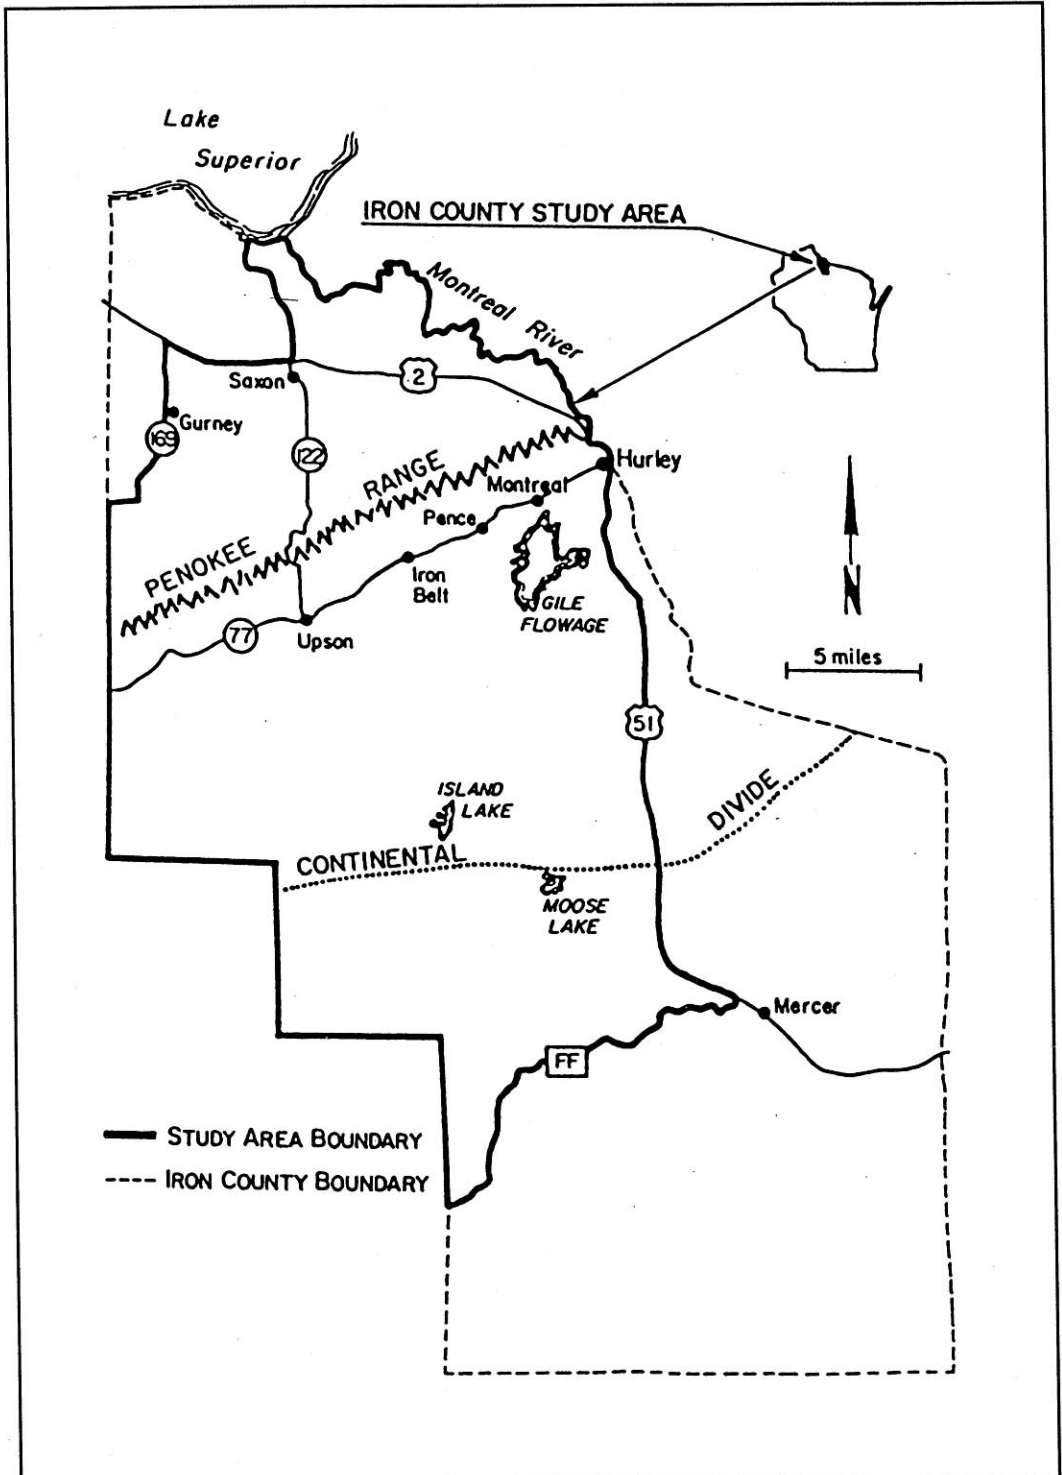 Lake
Superior
IRON COUNTY STUDY AREA
Montreal River
2
Saxon
Gurney
169
122
Hurley
PENOKEE RANGE
Montreal
Pence
Iron
Belt
GILE
FLOWAGE
N
77
Upson
5 miles
51
ISLAND
LAKE
CONTINENTAL DIVIDE
MOOSE
LAKE
Mercer
FF
STUDY AREA BOUNDARY
IRON COUNTY BOUNDARY